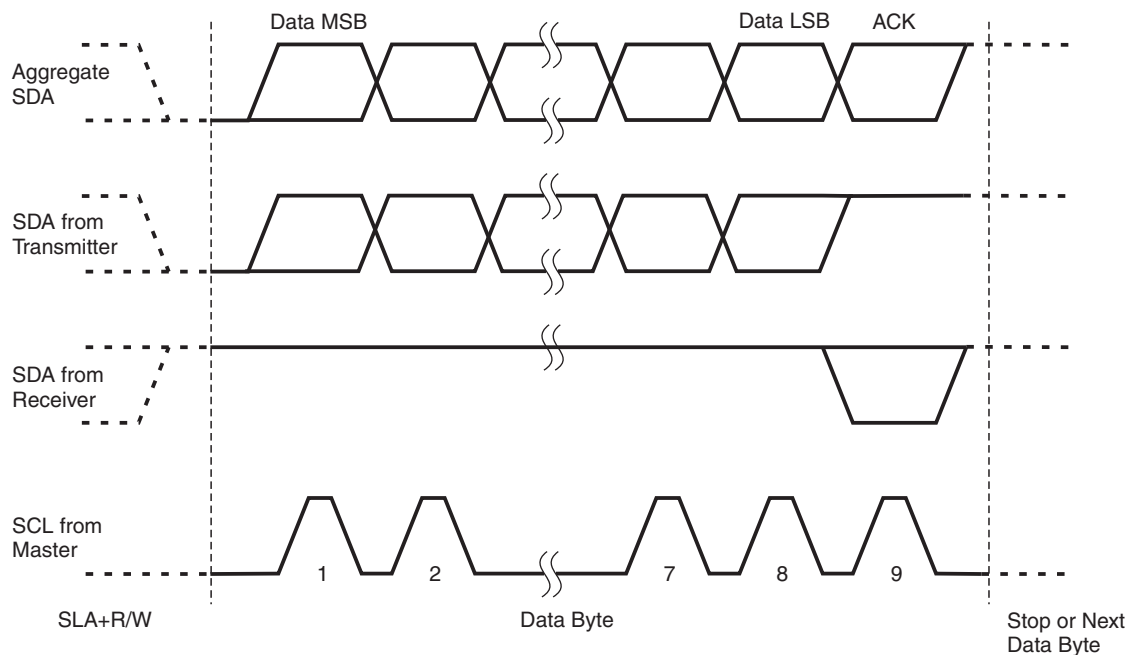 Data MSB
Data LSB
ACK
Aggregate
SDA
SDA from
Transmitter
SDA from
Receiver
SCL from
Master
1
2
7
8
9
SLA+R/W
Data Byte
Stop or Next
Data Byte